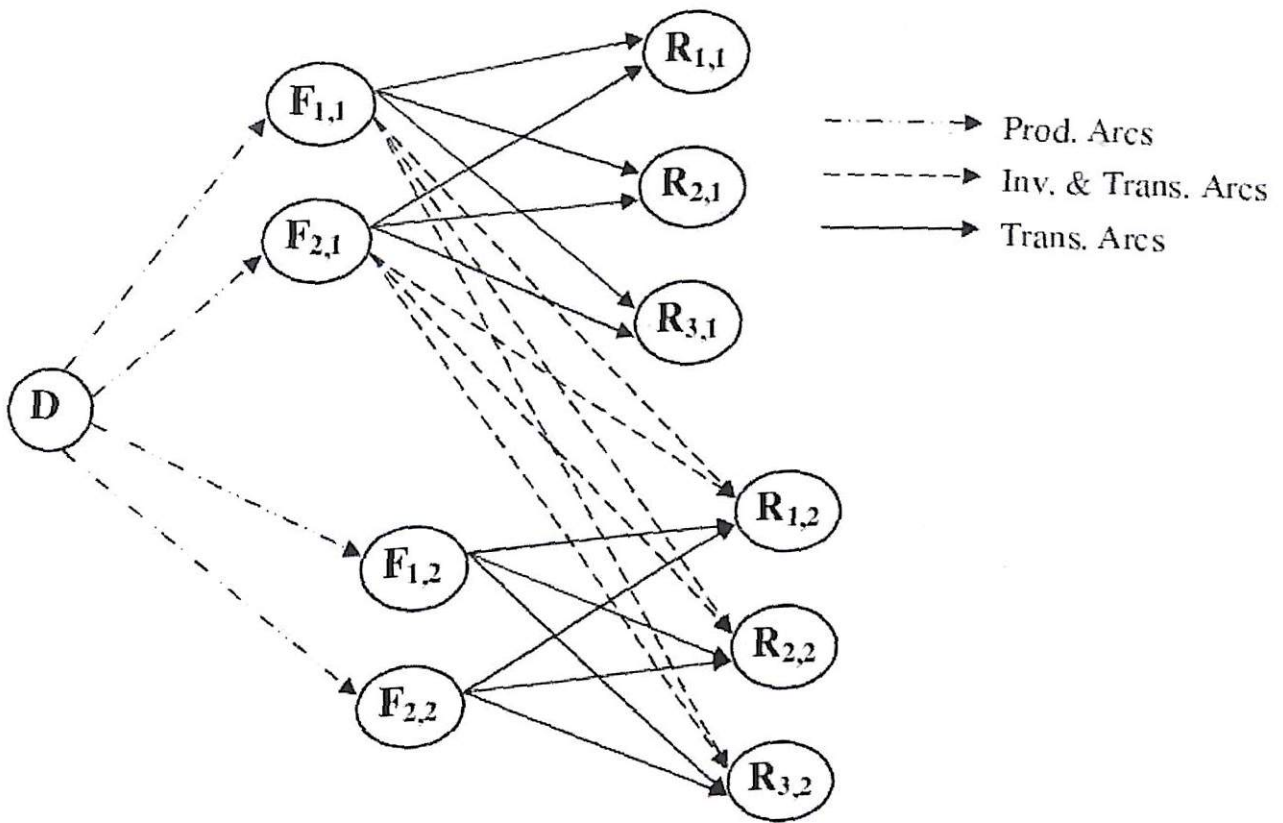 R1,1
F1,1
Prod. Arcs
R2,1
Inv. & Trans. Arcs
F2,1
Trans. Arcs
R3,1
D
R1,2
F1,2
R2,2
F2,2
R3,2